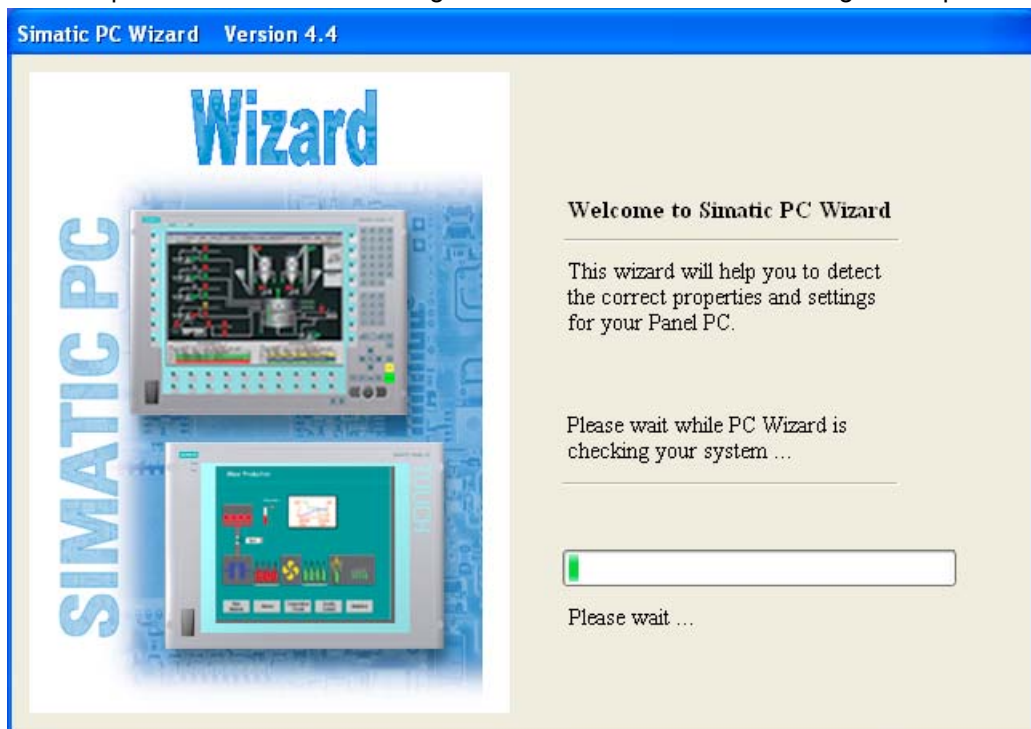 Simatic PC Wizard Version 4.4
Wizard
SIMATIC PC
Welcome to Simatic PC Wizard
This wizard will help you to detect
the correct properties and settings
for your Panel PC.
Please wait while PC Wizard is
checking your system ...
Please wait ...